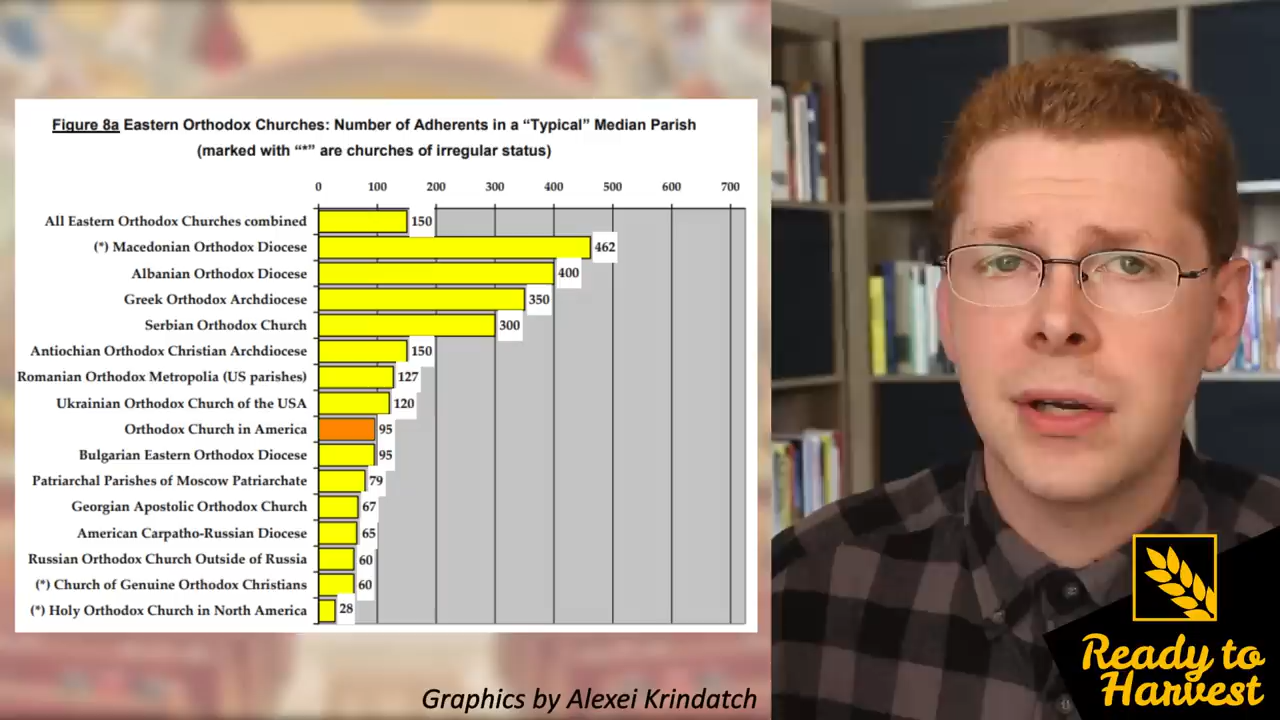 Figure 8a Eastern Orthodox Churches: Number of Adherents in a “Typical” Median Parish
(marked with “*” are churches of irregular status)
0 100 200 300 400 500 600 700
All Eastern Orthodox Churches combined 150
(*) Macedonian Orthodox Diocese 462
Albanian Orthodox Diocese 400
Greek Orthodox Archdiocese 350
Serbian Orthodox Church 300
Antiochian Orthodox Christian Archdiocese 150
Romanian Orthodox Metropolia (US parishes) 127
Ukrainian Orthodox Church of the USA 120
Orthodox Church in America 95
Bulgarian Eastern Orthodox Diocese 95
Patriarchal Parishes of Moscow Patriarchate 79
Georgian Apostolic Orthodox Church 67
American Carpatho-Russian Diocese 65
Russian Orthodox Church Outside of Russia 60
(*) Church of Genuine Orthodox Christians 60
(*) Holy Orthodox Church in North America 28
Graphics by Alexei Krindatch
Ready to
Harvest